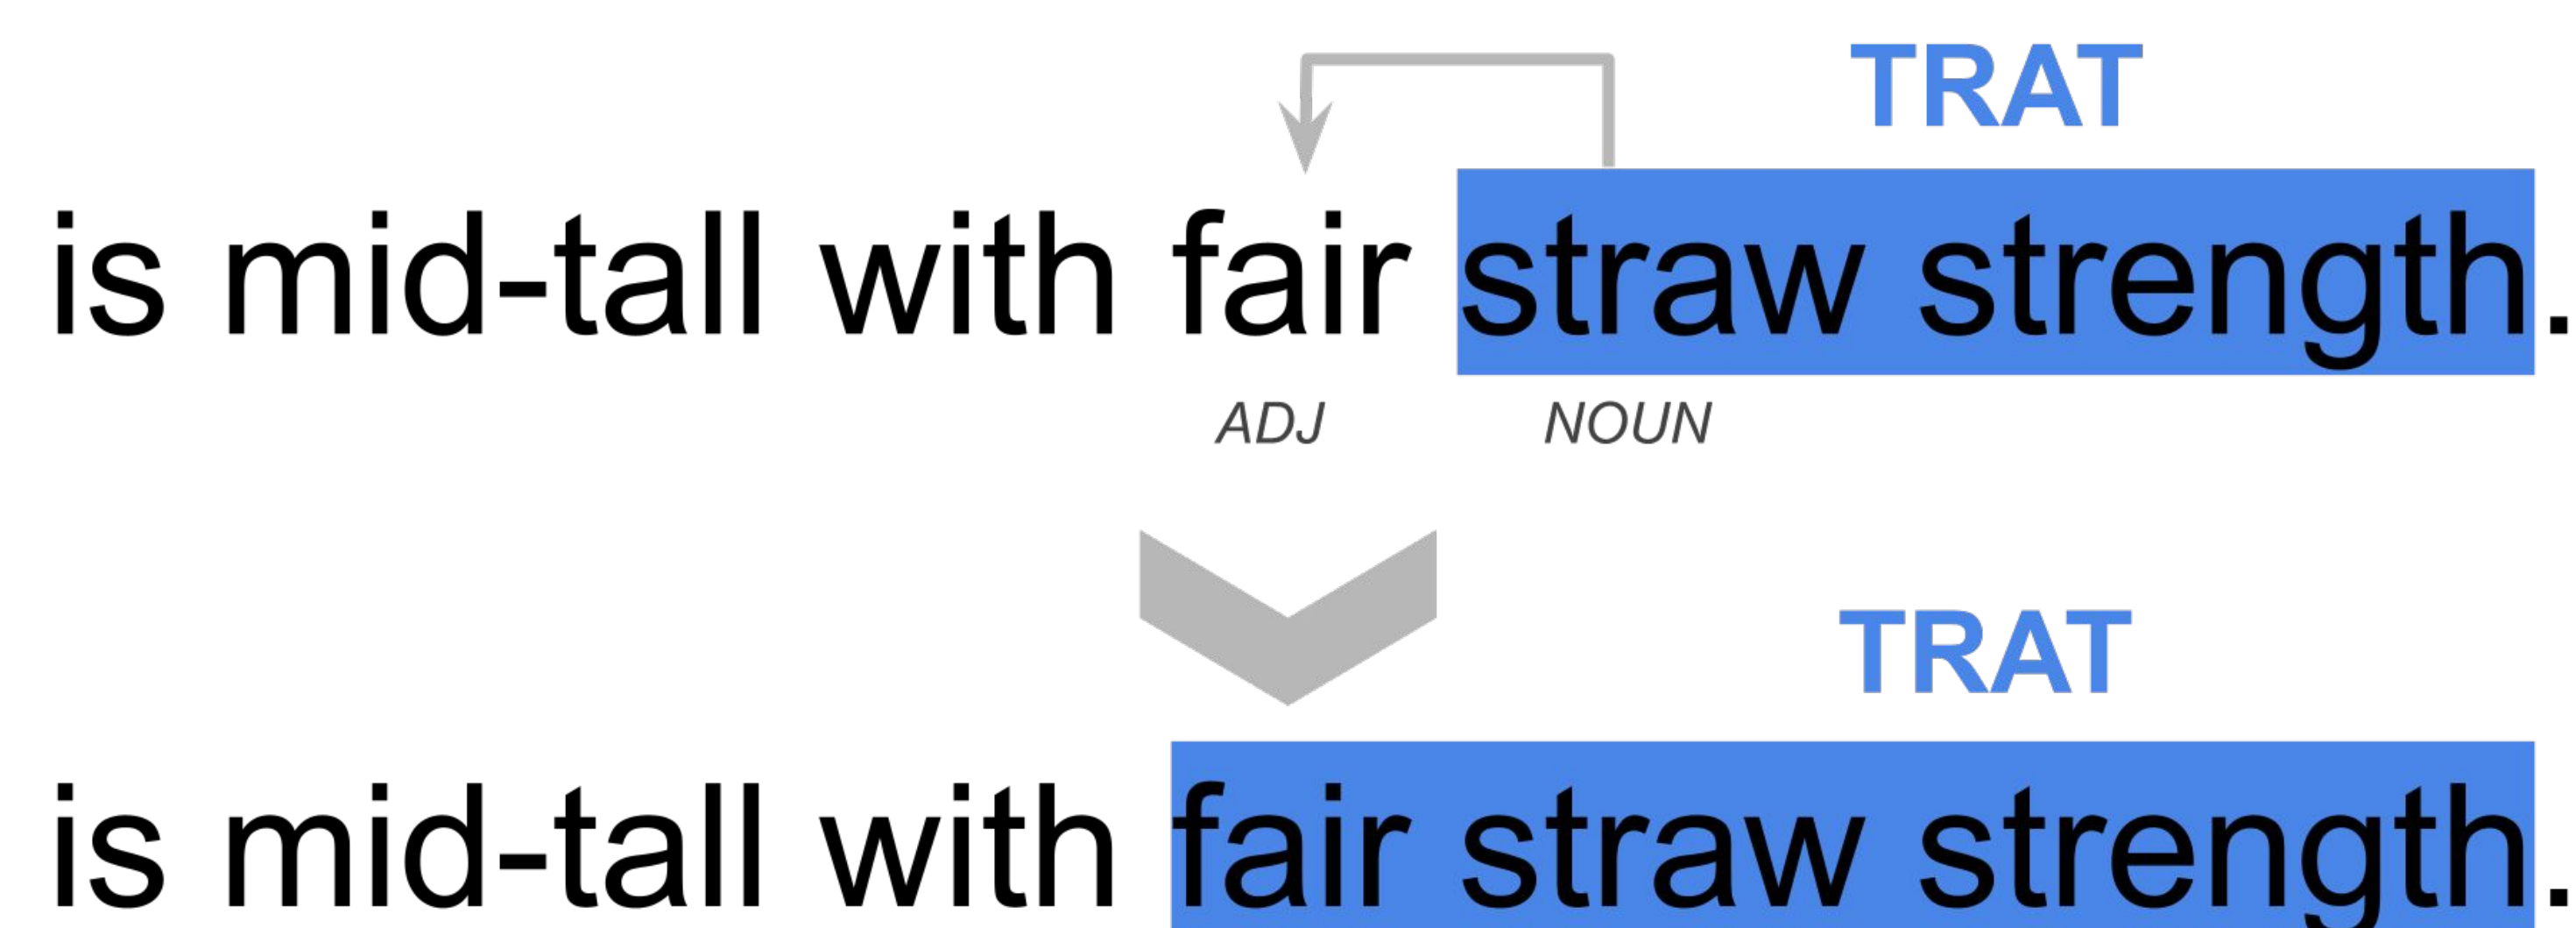 TRAT
is mid-tall with fair straw strength.
ADJ NOUN
TRAT
is mid-tall with fair straw strength.